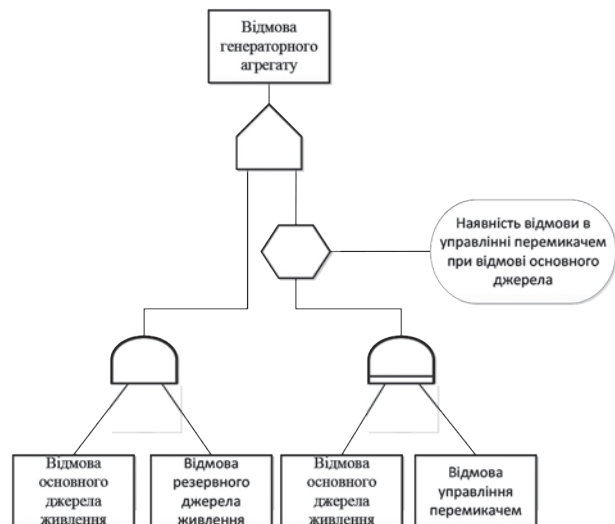 Відмова
генераторного
агрегату
Наявність відмови в
управлінні перемикачем
при відмові основного
джерела
Відмова
основного
джерела
живлення
Відмова
резервного
джерела
живлення
Відмова
основного
джерела
живлення
Відмова
управління
перемикачем